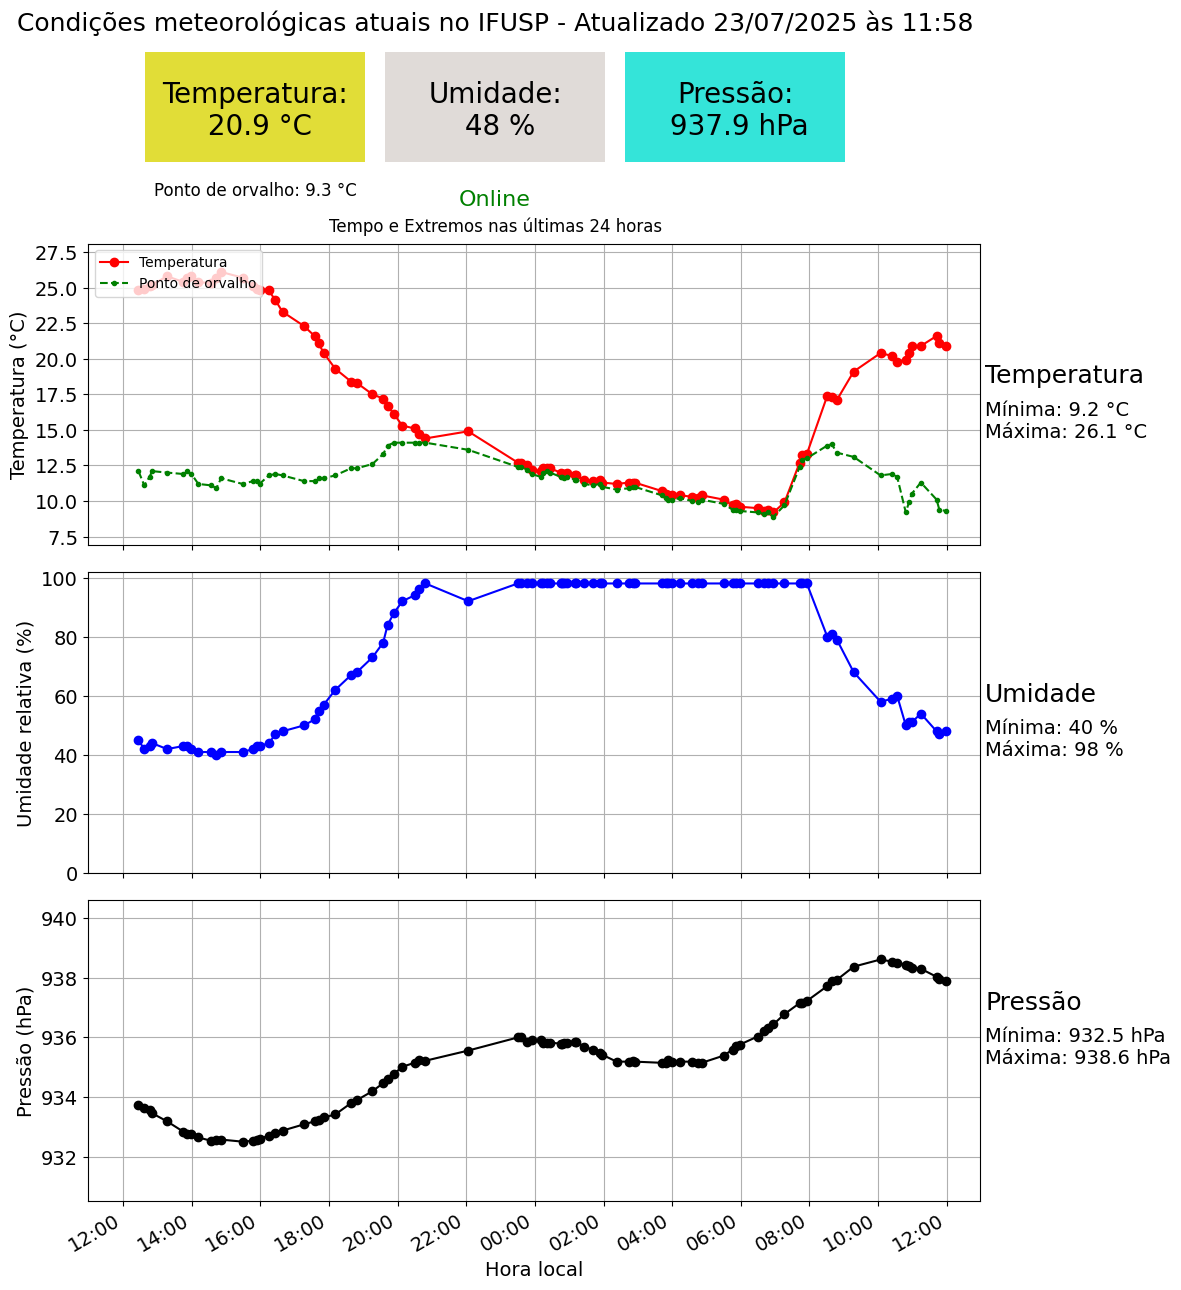 Condições meteorológicas atuais no IFUSP - Atualizado 23/07/2025 às 11:58
Temperatura:
20.9 °C
Umidade:
48 %
Pressão:
937.9 hPa
Ponto de orvalho: 9.3 °C
Online
Tempo e Extremos nas últimas 24 horas
Temperatura
Ponto de orvalho
Temperatura (°C)
27.5
25.0
22.5
20.0
17.5
15.0
12.5
10.0
7.5
Temperatura
Mínima: 9.2 °C
Máxima: 26.1 °C
Umidade relativa (%)
100
80
60
40
20
0
Umidade
Mínima: 40 %
Máxima: 98 %
Pressão (hPa)
940
938
936
934
932
Pressão
Mínima: 932.5 hPa
Máxima: 938.6 hPa
12:00
14:00
16:00
18:00
20:00
22:00
00:00
02:00
04:00
06:00
08:00
10:00
12:00
Hora local